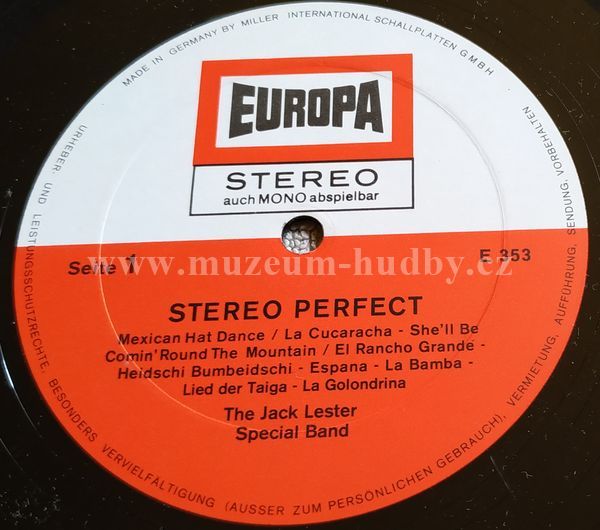 MADE IN GERMANY BY MILLER INTERNATIONAL SCHALLPLATTEN GMBH
EUROPA
STEREO
auch MONO abspielbar
Seite 1
E 353
www.muzeum-hudby.cz
STEREO PERFECT
Mexican Hat Dance / La Cucaracha - She'll Be
Comin' Round The Mountain / El Rancho Grande -
Heidschi Bumbeidschi - Espana - La Bamba -
Lied der Taiga - La Golondrina
The Jack Lester
Special Band
URHEBER- UND LEISTUNGSSCHUTZRECHTE, BESONDERS VERVIELFÄLTIGUNG (AUSSER ZUM PERSÖNLICHEN GEBRAUCH), VERMIETUNG, AUFFÜHRUNG, SENDUNG, VORBEHALTEN